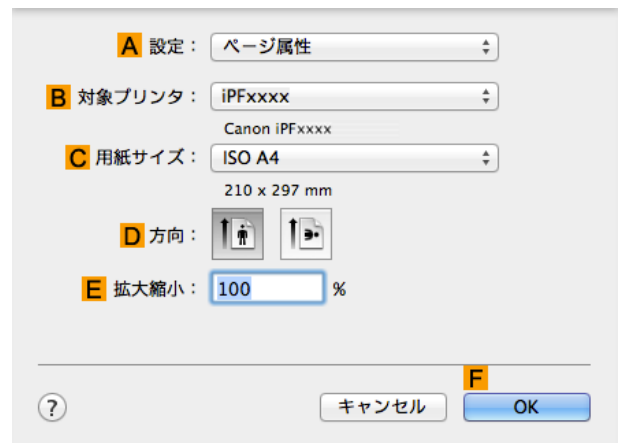 A 設定： ページ属性
B 対象プリンタ： iPFxxxx
Canon iPFxxxx
C 用紙サイズ： ISO A4
210 x 297 mm
D 方向：
E 拡大縮小： 100 %
F
? キャンセル OK